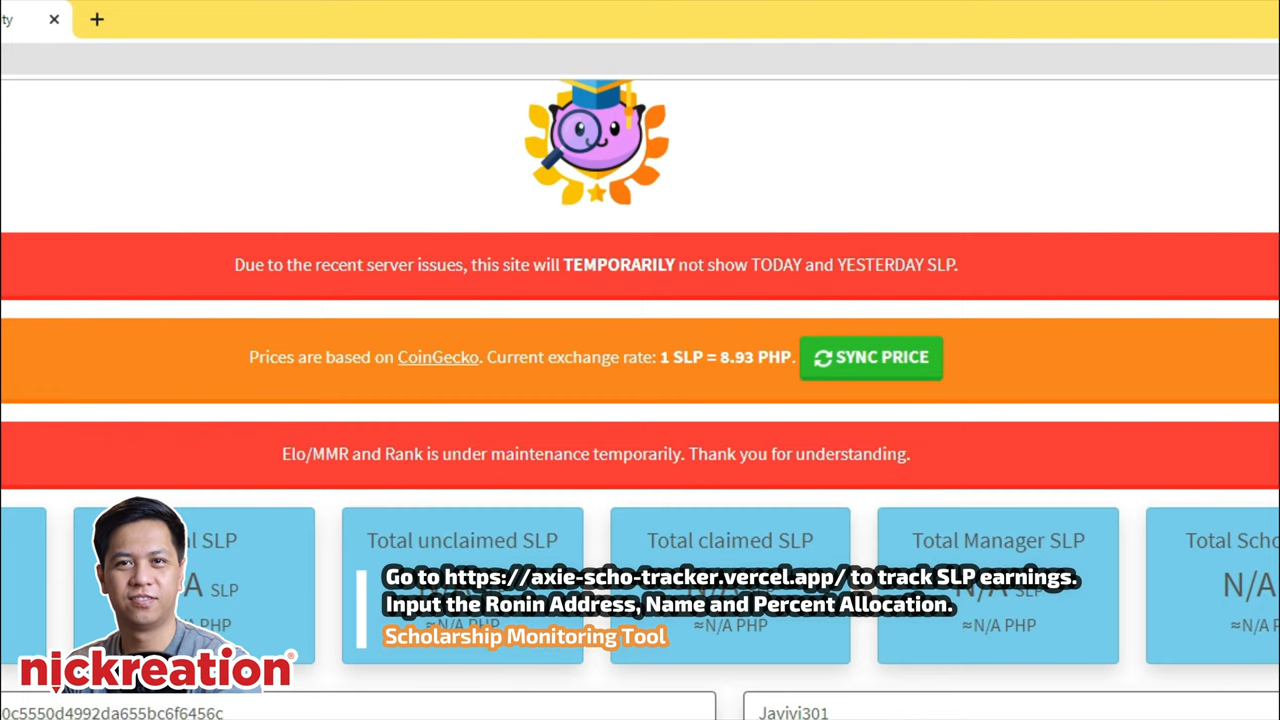 ty
Due to the recent server issues, this site will TEMPORARILY not show TODAY and YESTERDAY SLP.
Prices are based on CoinGecko. Current exchange rate: 1 SLP = 8.93 PHP.
SYNC PRICE
Elo/MMR and Rank is under maintenance temporarily. Thank you for understanding.
SLP
Total unclaimed SLP
Total claimed SLP
Total Manager SLP
Total Scho
A SLP
N/A
PHP
≈N/A PHP
≈N/A PHP
≈N/A PHP
≈N/A
Go to https://axie-scho-tracker.vercel.app/ to track SLP earnings.
Input the Ronin Address, Name and Percent Allocation.
Scholarship Monitoring Tool
nickreation®
0c5550d4992da655bc6f6456c
Javivi301